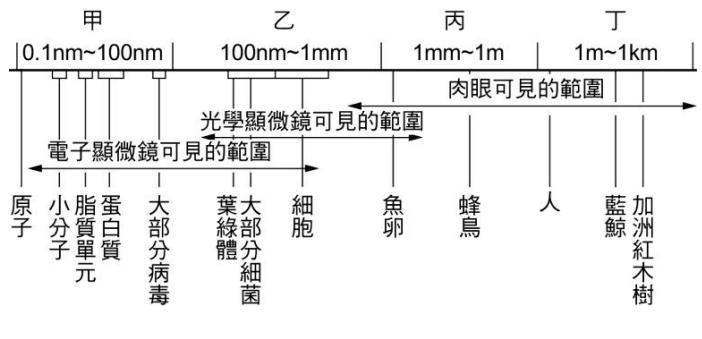 甲 乙 丙 丁
0.1nm~100nm 100nm~1mm 1mm~1m 1m~1km
肉眼可見的範圍
光學顯微鏡可見的範圍
電子顯微鏡可見的範圍
原子
小分子
脂質單元
蛋白質
大部分病毒
葉綠體
大部分細菌
細胞
魚卵
蜂鳥
人
藍鯨
加洲紅木樹